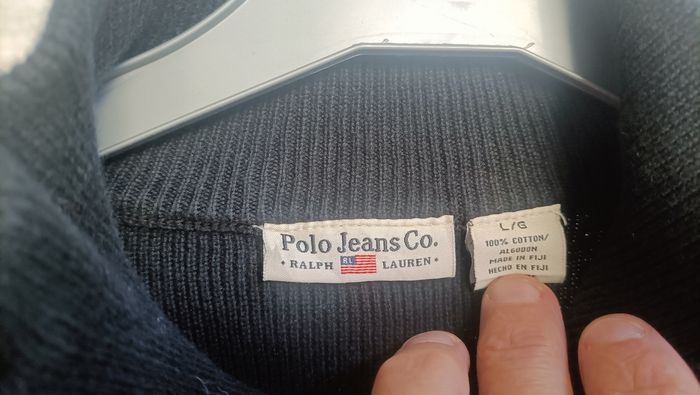 Polo Jeans Co.
• RALPH RL LAUREN •
L/G
100% COTTON/
ALGODON
MADE IN FIJI
HECHO EN FIJI